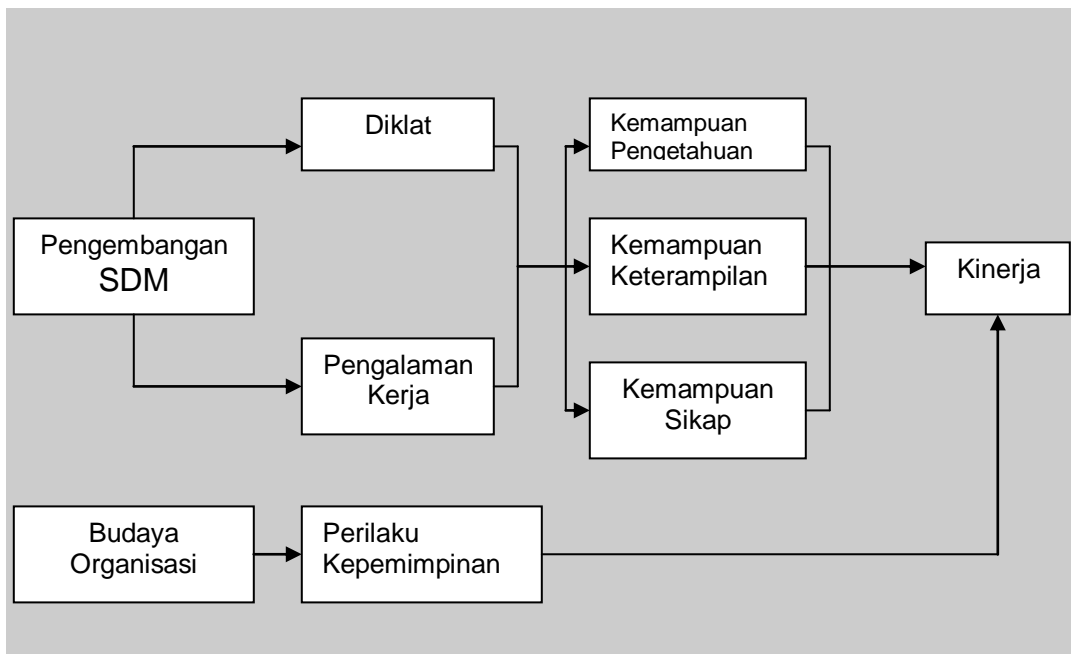 Diklat
Kemampuan
Pengetahuan
Pengembangan
SDM
Kemampuan
Keterampilan
Kinerja
Pengalaman
Kerja
Kemampuan
Sikap
Budaya
Organisasi
Perilaku
Kepemimpinan